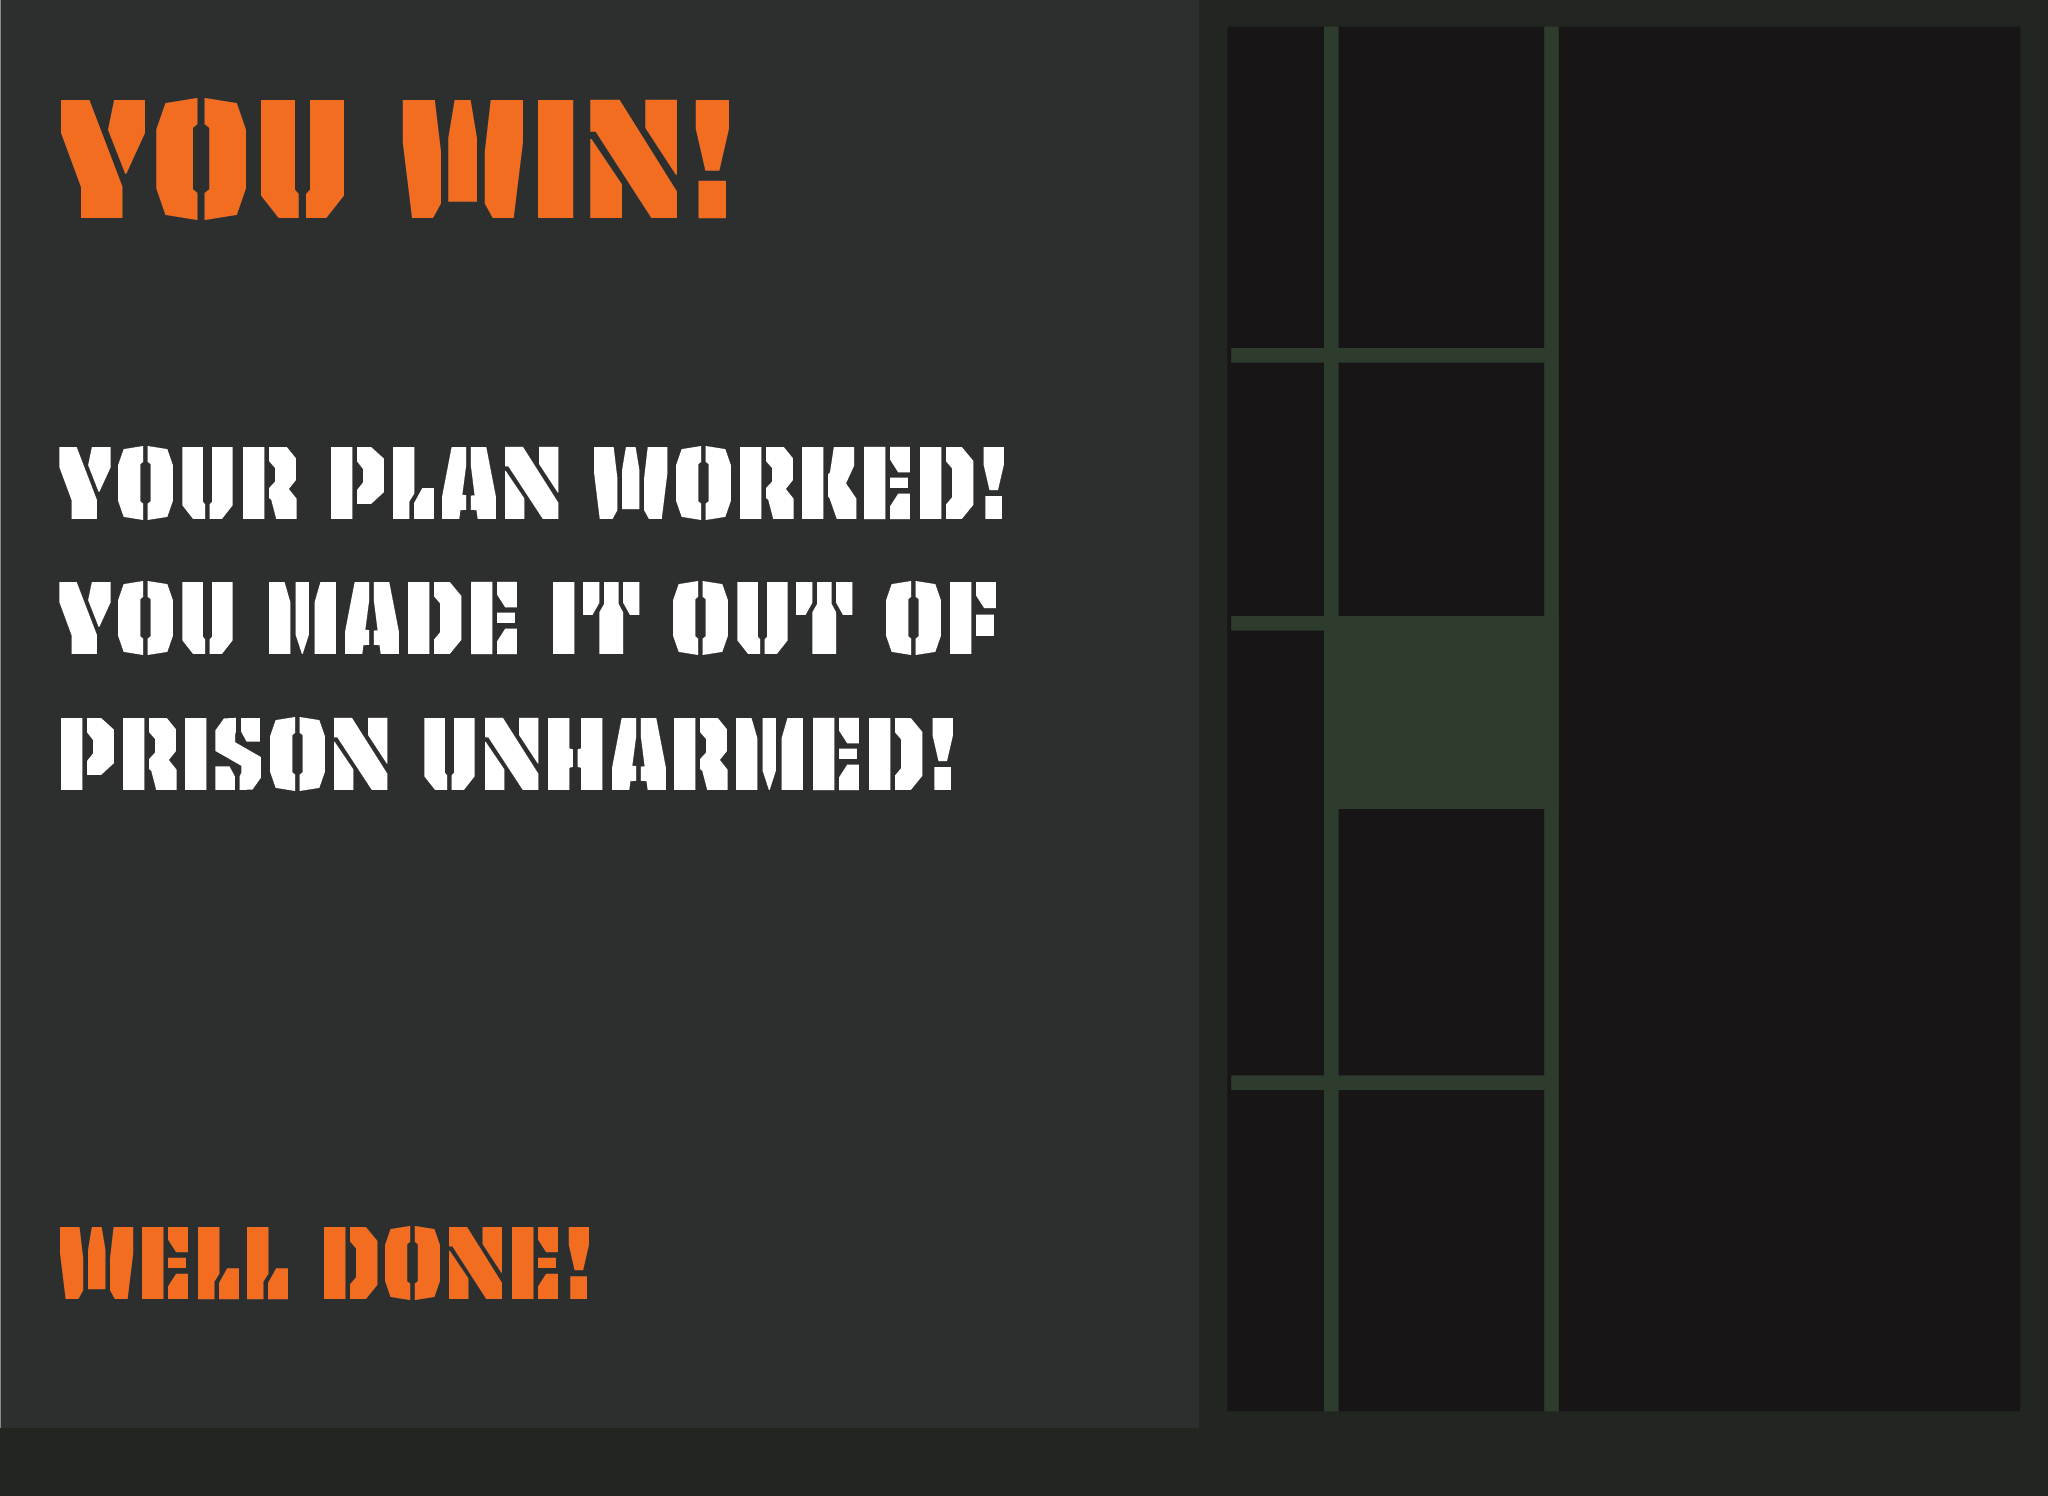 YOU WIN!
YOUR PLAN WORKED!
YOU MADE IT OUT OF
PRISON UNHARMED!
WELL DONE!